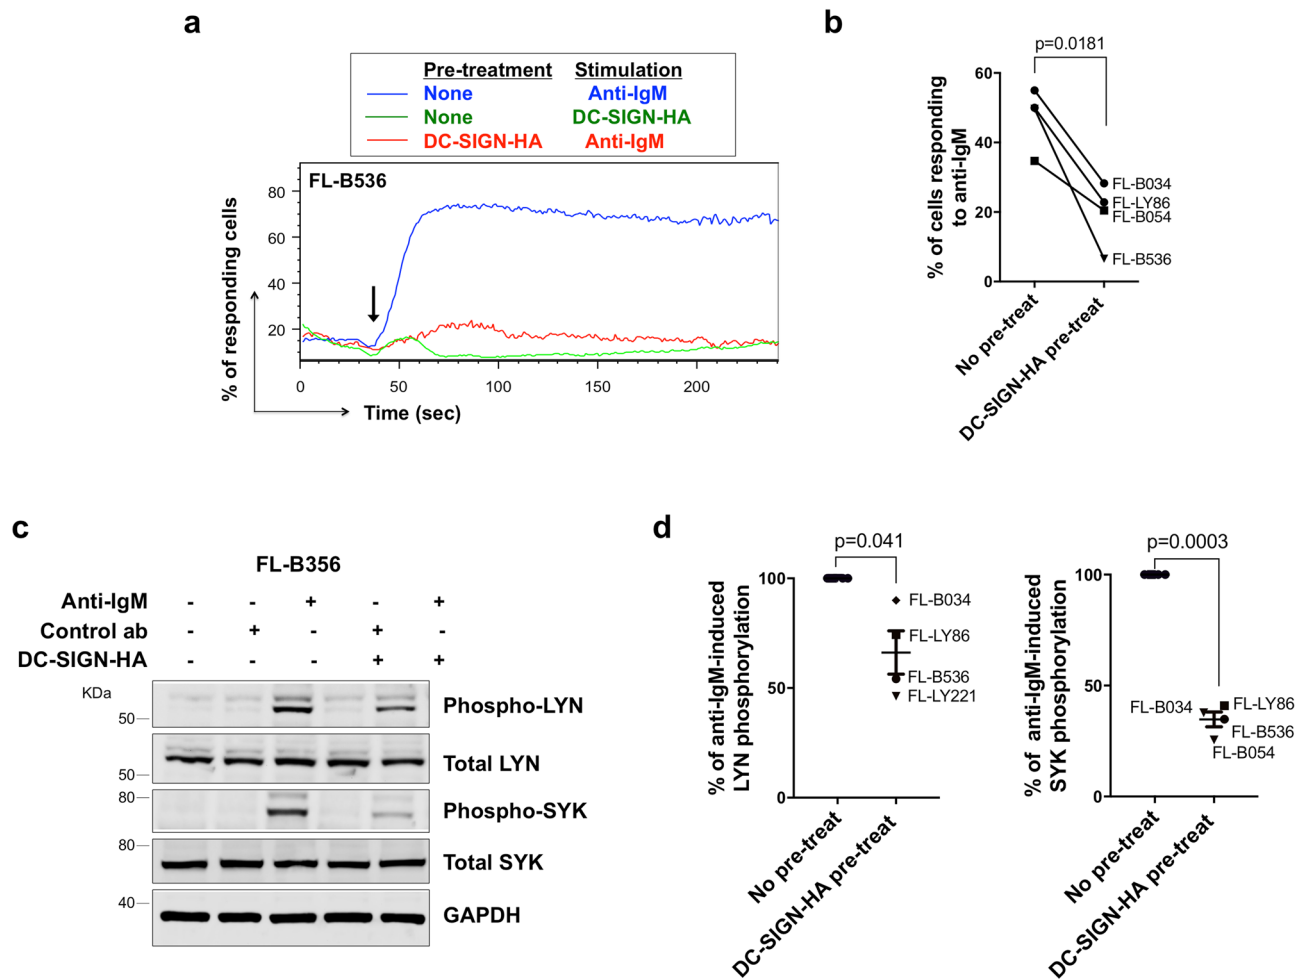 a
Pre-treatment Stimulation
None Anti-IgM
None DC-SIGN-HA
DC-SIGN-HA Anti-IgM
FL-B536
% of responding cells
80
60
40
20
0 50 100 150 200
Time (sec)
b
p=0.0181
% of cells responding
to anti-IgM
60
40
20
0
FL-B034
FL-LY86
FL-B054
FL-B536
No pre-treat
DC-SIGN-HA pre-treat
c
FL-B356
Anti-IgM - - + - +
Control ab - + - + -
DC-SIGN-HA - - - + +
KDa
50 Phospho-LYN
50 Total LYN
80 Phospho-SYK
80 Total SYK
40 GAPDH
d
p=0.041
% of anti-IgM-induced
LYN phosphorylation
100
50
0
FL-B034
FL-LY86
FL-B536
FL-LY221
No pre-treat
DC-SIGN-HA pre-treat
p=0.0003
% of anti-IgM-induced
SYK phosphorylation
100
50
0
FL-B034
FL-LY86
FL-B536
FL-B054
No pre-treat
DC-SIGN-HA pre-treat